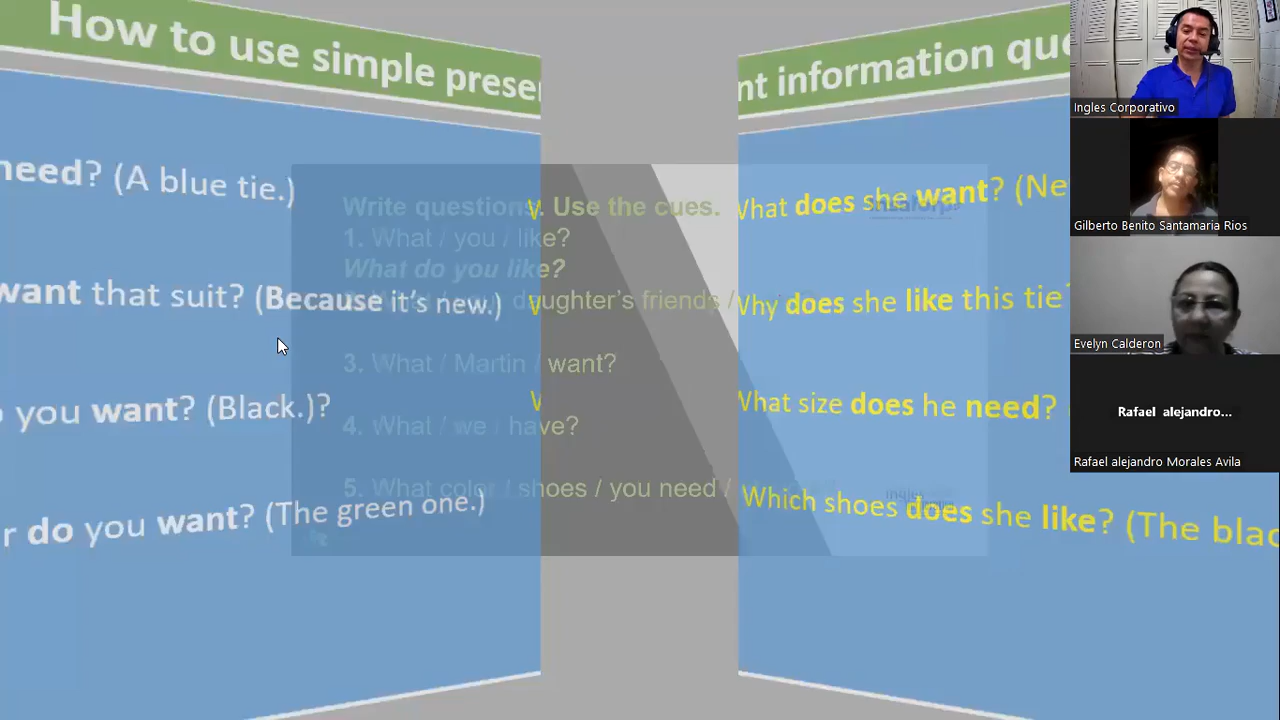 How to use simple prese
nt information que
need? (A blue tie.)
want that suit? (Because it's new.)
you want? (Black.)?
r do you want? (The green one.)
Write questions. Use the cues.
1. What / you / like?
What do you like?
daughter's friends /
3. What / Martin / want?
4. What / we / have?
5. What color / shoes / you need /
What does she want? (Ne
Why does she like this tie?
What size does he need?
Which shoes does she like? (The blac
insaforp
Ingles Corporativo
Gilberto Benito Santamaria Rios
Evelyn Calderon
Rafael alejandro...
Rafael alejandro Morales Avila